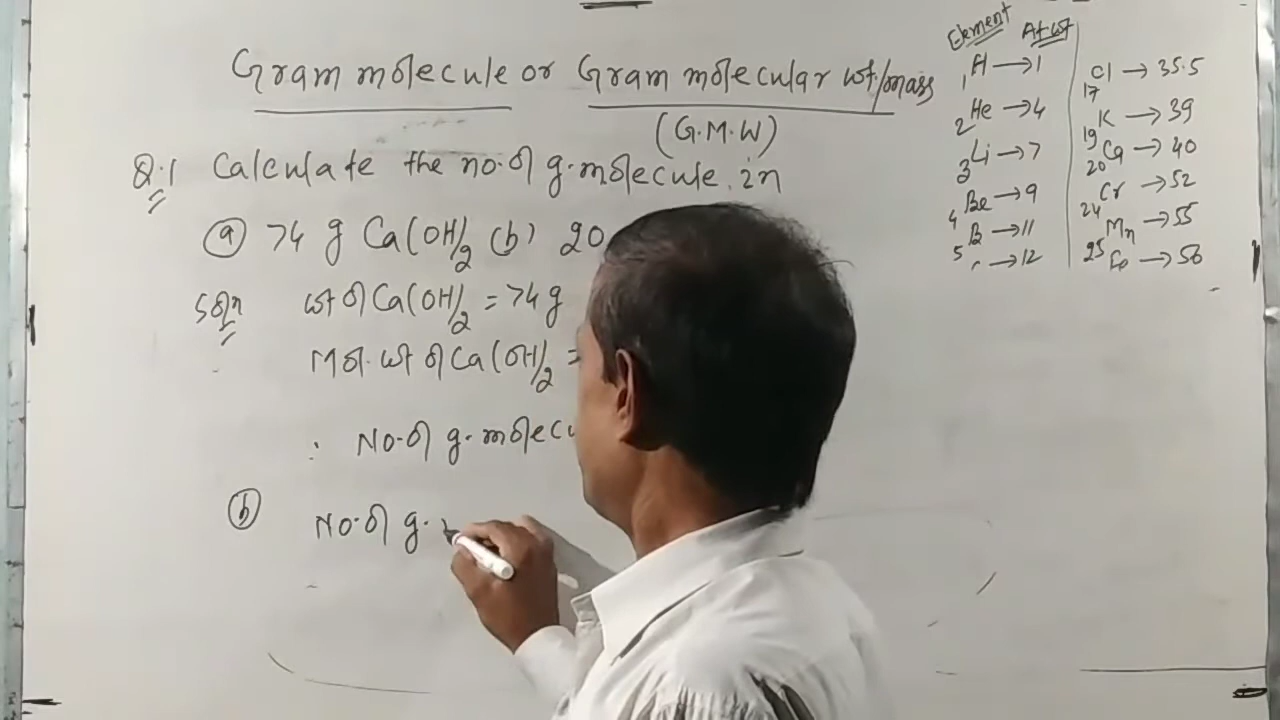 Gram molecule or Gram molecular wt/mass
(G.M.W)
Q.1 Calculate the no. of g. molecule in
(a) 74 g Ca(OH)2 (b) 20
Soln wt of Ca(OH)2 = 74 g
Mol. wt of Ca(OH)2 =
: No. of g.
(b) No. of g.
Element At wt
1 H → 1
2 He → 4
3 Li → 7
4 Be → 9
5 B → 11
→ 12
17 Cl → 35.5
19 K → 39
20 Ca → 40
24 Cr → 52
25 Mn → 55
Fe → 56